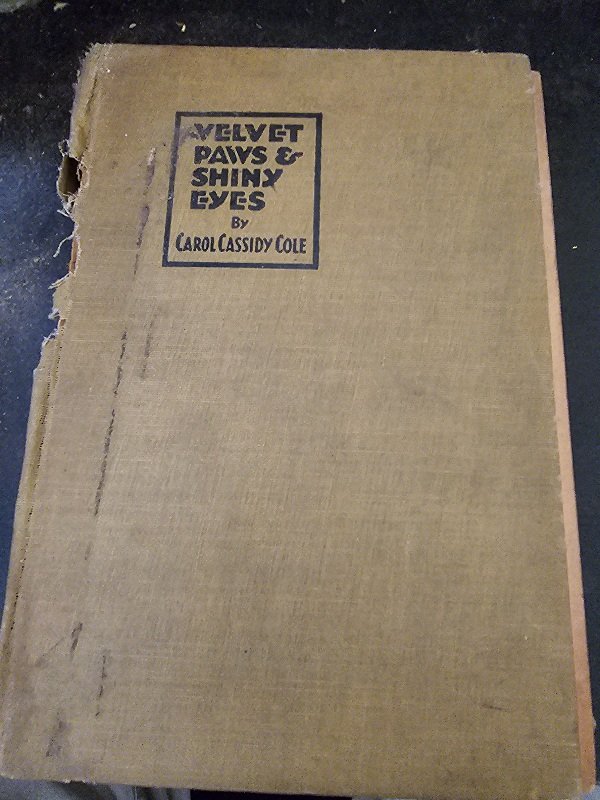 VELVET
PAWS &
SHINY
EYES
BY
CAROL CASSIDY COLE